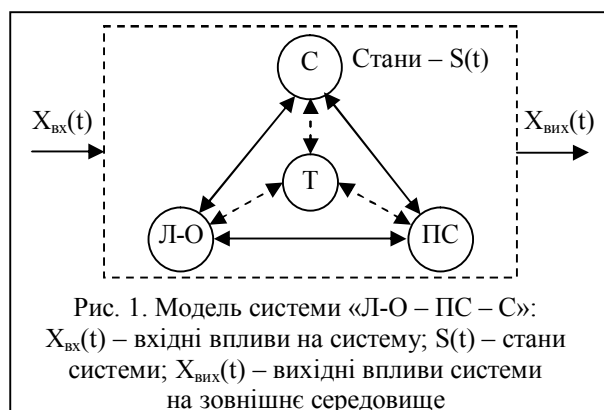 С
Стани – S(t)
Xвх(t)
Xвих(t)
Т
Л-О
ПС
Рис. 1. Модель системи «Л-О – ПС – С»:
Xвх(t) – вхідні впливи на систему; S(t) – стани
системи; Xвих(t) – вихідні впливи системи
на зовнішнє середовище